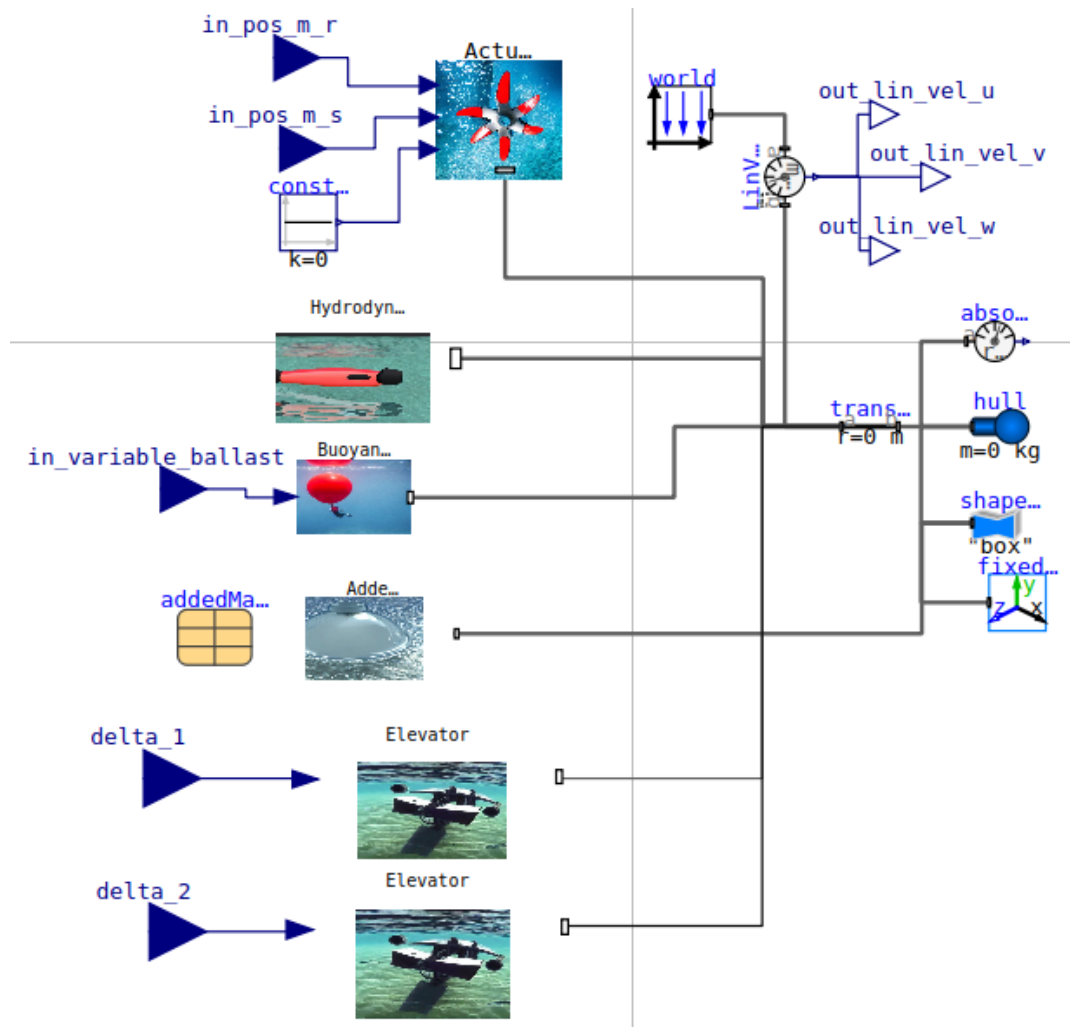 in_pos_m_r
Actu…
world
out_lin_vel_u
in_pos_m_s
out_lin_vel_v
LinV…
const…
k=0
out_lin_vel_w
Hydrodyn…
abso…
a
r…
trans…
a
b
r=0 m
hull
m=0 kg
in_variable_ballast
Buoyan…
shape…
"box"
fixed…
y
z
x
addedMa…
Adde…
delta_1
Elevator
delta_2
Elevator